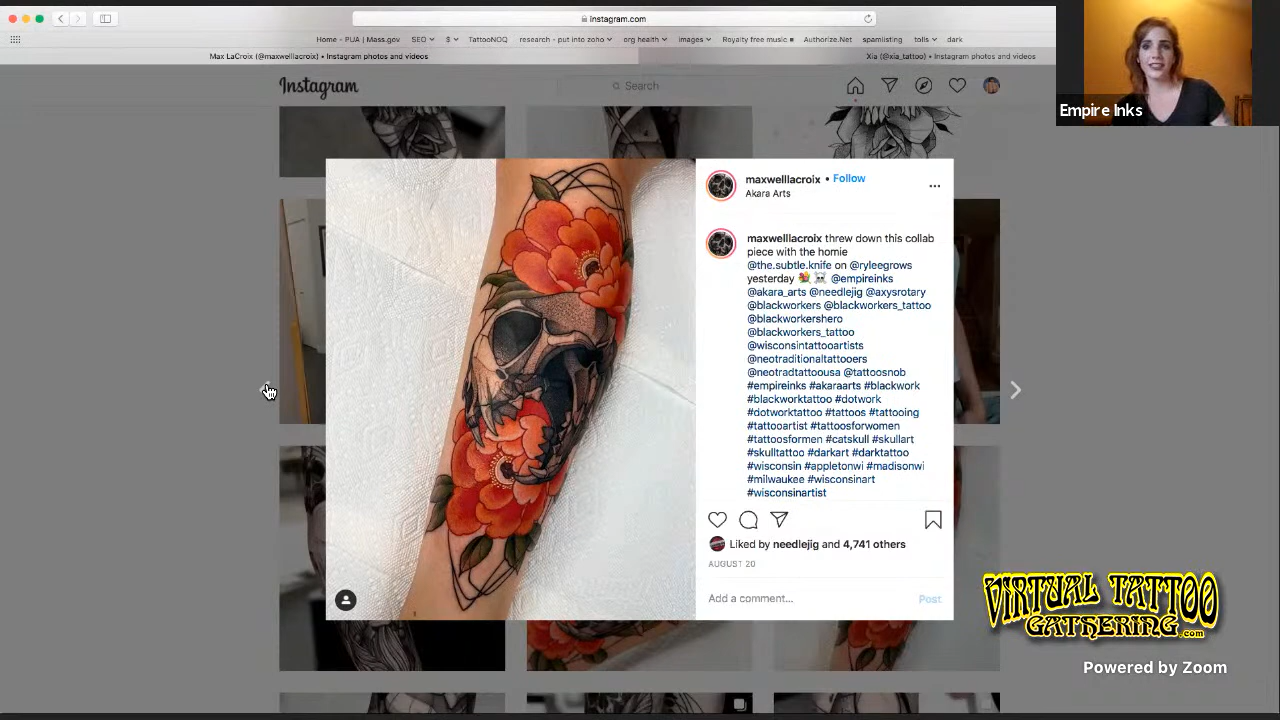 instagram.com
Home - PUA | Mass.gov SEO $ TattooNOQ research - put into zoho org health images Royalty free music Authorize.Net spamlisting tolls dark
Max LaCroix (@maxwelllacroix) • Instagram photos and videos
Xia (@xia_tattoo) • Instagram photos and videos
Empire Inks
Instagram
Search
maxwelllacroix • Follow
Akara Arts
maxwelllacroix threw down this collab
piece with the homie
@the.subtle.knife on @ryleegrows
yesterday 💐 ☠️ @empireinks
@akara_arts @needlejig @axysrotary
@blackworkers @blackworkers_tattoo
@blackworkershero
@blackworkers_tattoo
@wisconsintattooartists
@neotraditionaltattooers
@neotradtattoousa @tattoosnob
#empireinks #akaraarts #blackwork
#blackworktattoo #dotwork
#dotworktattoo #tattoos #tattooing
#tattooartist #tattoosforwomen
#tattoosformen #catskull #skullart
#skulltattoo #darkart #darktattoo
#wisconsin #appletonwi #madisonwi
#milwaukee #wisconsinart
#wisconsinartist
Liked by needlejig and 4,741 others
AUGUST 20
Add a comment...
Post
VIRTUAL TATTOO
GATHERING.com
Powered by Zoom